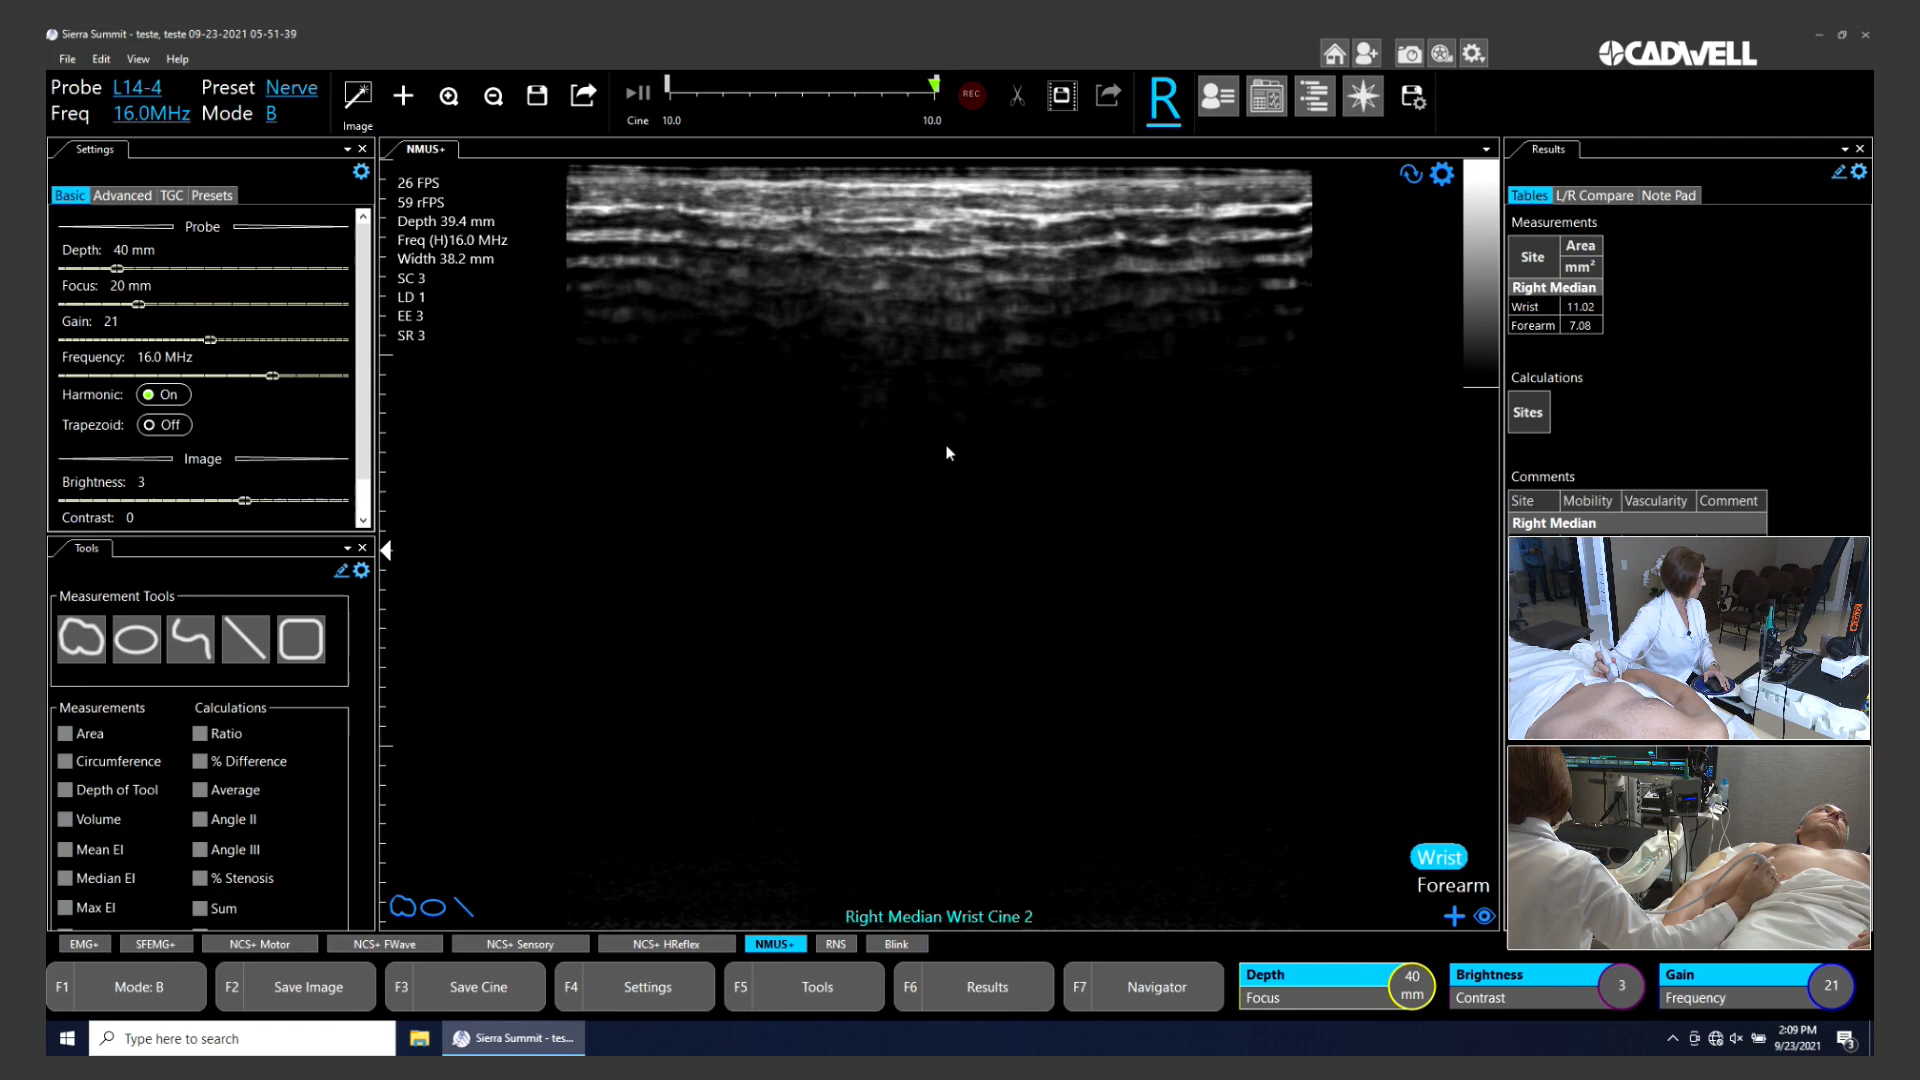 Sierra Summit - teste, teste 09-23-2021 05-51-39
File Edit View Help
CADWELL
Probe L14-4 Preset Nerve
Freq 16.0MHz Mode B
Image
Cine 10.0 10.0
REC
R
Settings
NMUS+
Results
Basic Advanced TGC Presets
Probe
Depth: 40 mm
Focus: 20 mm
Gain: 21
Frequency: 16.0 MHz
Harmonic: On
Trapezoid: Off
Image
Brightness: 3
Contrast: 0
26 FPS
59 rFPS
Depth 39.4 mm
Freq (H)16.0 MHz
Width 38.2 mm
SC 3
LD 1
EE 3
SR 3
Tables L/R Compare Note Pad
Measurements
Site Area
mm²
Right Median
Wrist 11.02
Forearm 7.08
Calculations
Sites
Comments
Site Mobility Vascularity Comment
Right Median
Tools
Measurement Tools
Measurements Calculations
Area Ratio
Circumference % Difference
Depth of Tool Average
Volume Angle II
Mean EI Angle III
Median EI % Stenosis
Max EI Sum
Wrist
Forearm
Right Median Wrist Cine 2
EMG+ SFEMG+ NCS+ Motor NCS+ FWave NCS+ Sensory NCS+ HReflex NMUS+ RNS Blink
F1 Mode: B F2 Save Image F3 Save Cine F4 Settings F5 Tools F6 Results F7 Navigator
Depth 40 mm Brightness 3 Gain 21
Focus Contrast Frequency
Type here to search
Sierra Summit - tes...
2:09 PM
9/23/2021
3